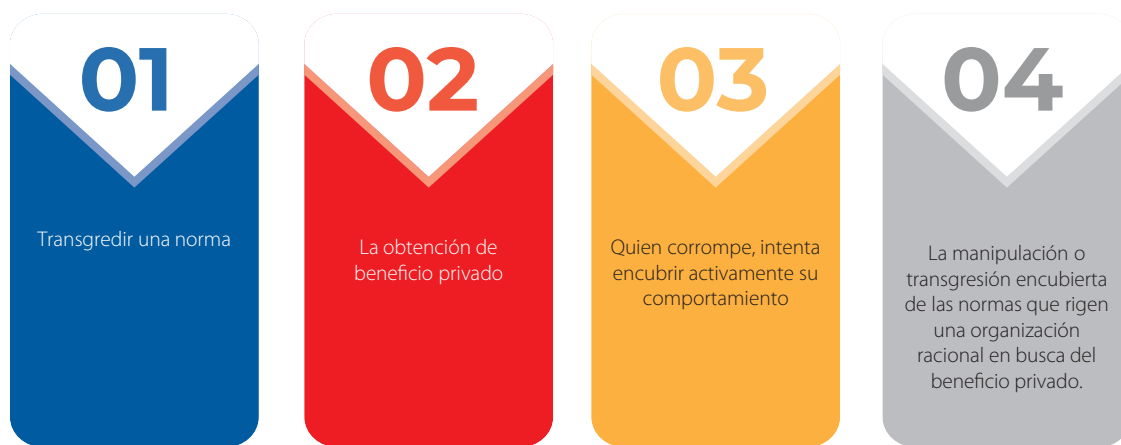 01
Transgredir una norma
02
La obtención de
beneficio privado
03
Quien corrompe, intenta
encubrir activamente su
comportamiento
04
La manipulación o
transgresión encubierta
de las normas que rigen
una organización
racional en busca del
beneficio privado.